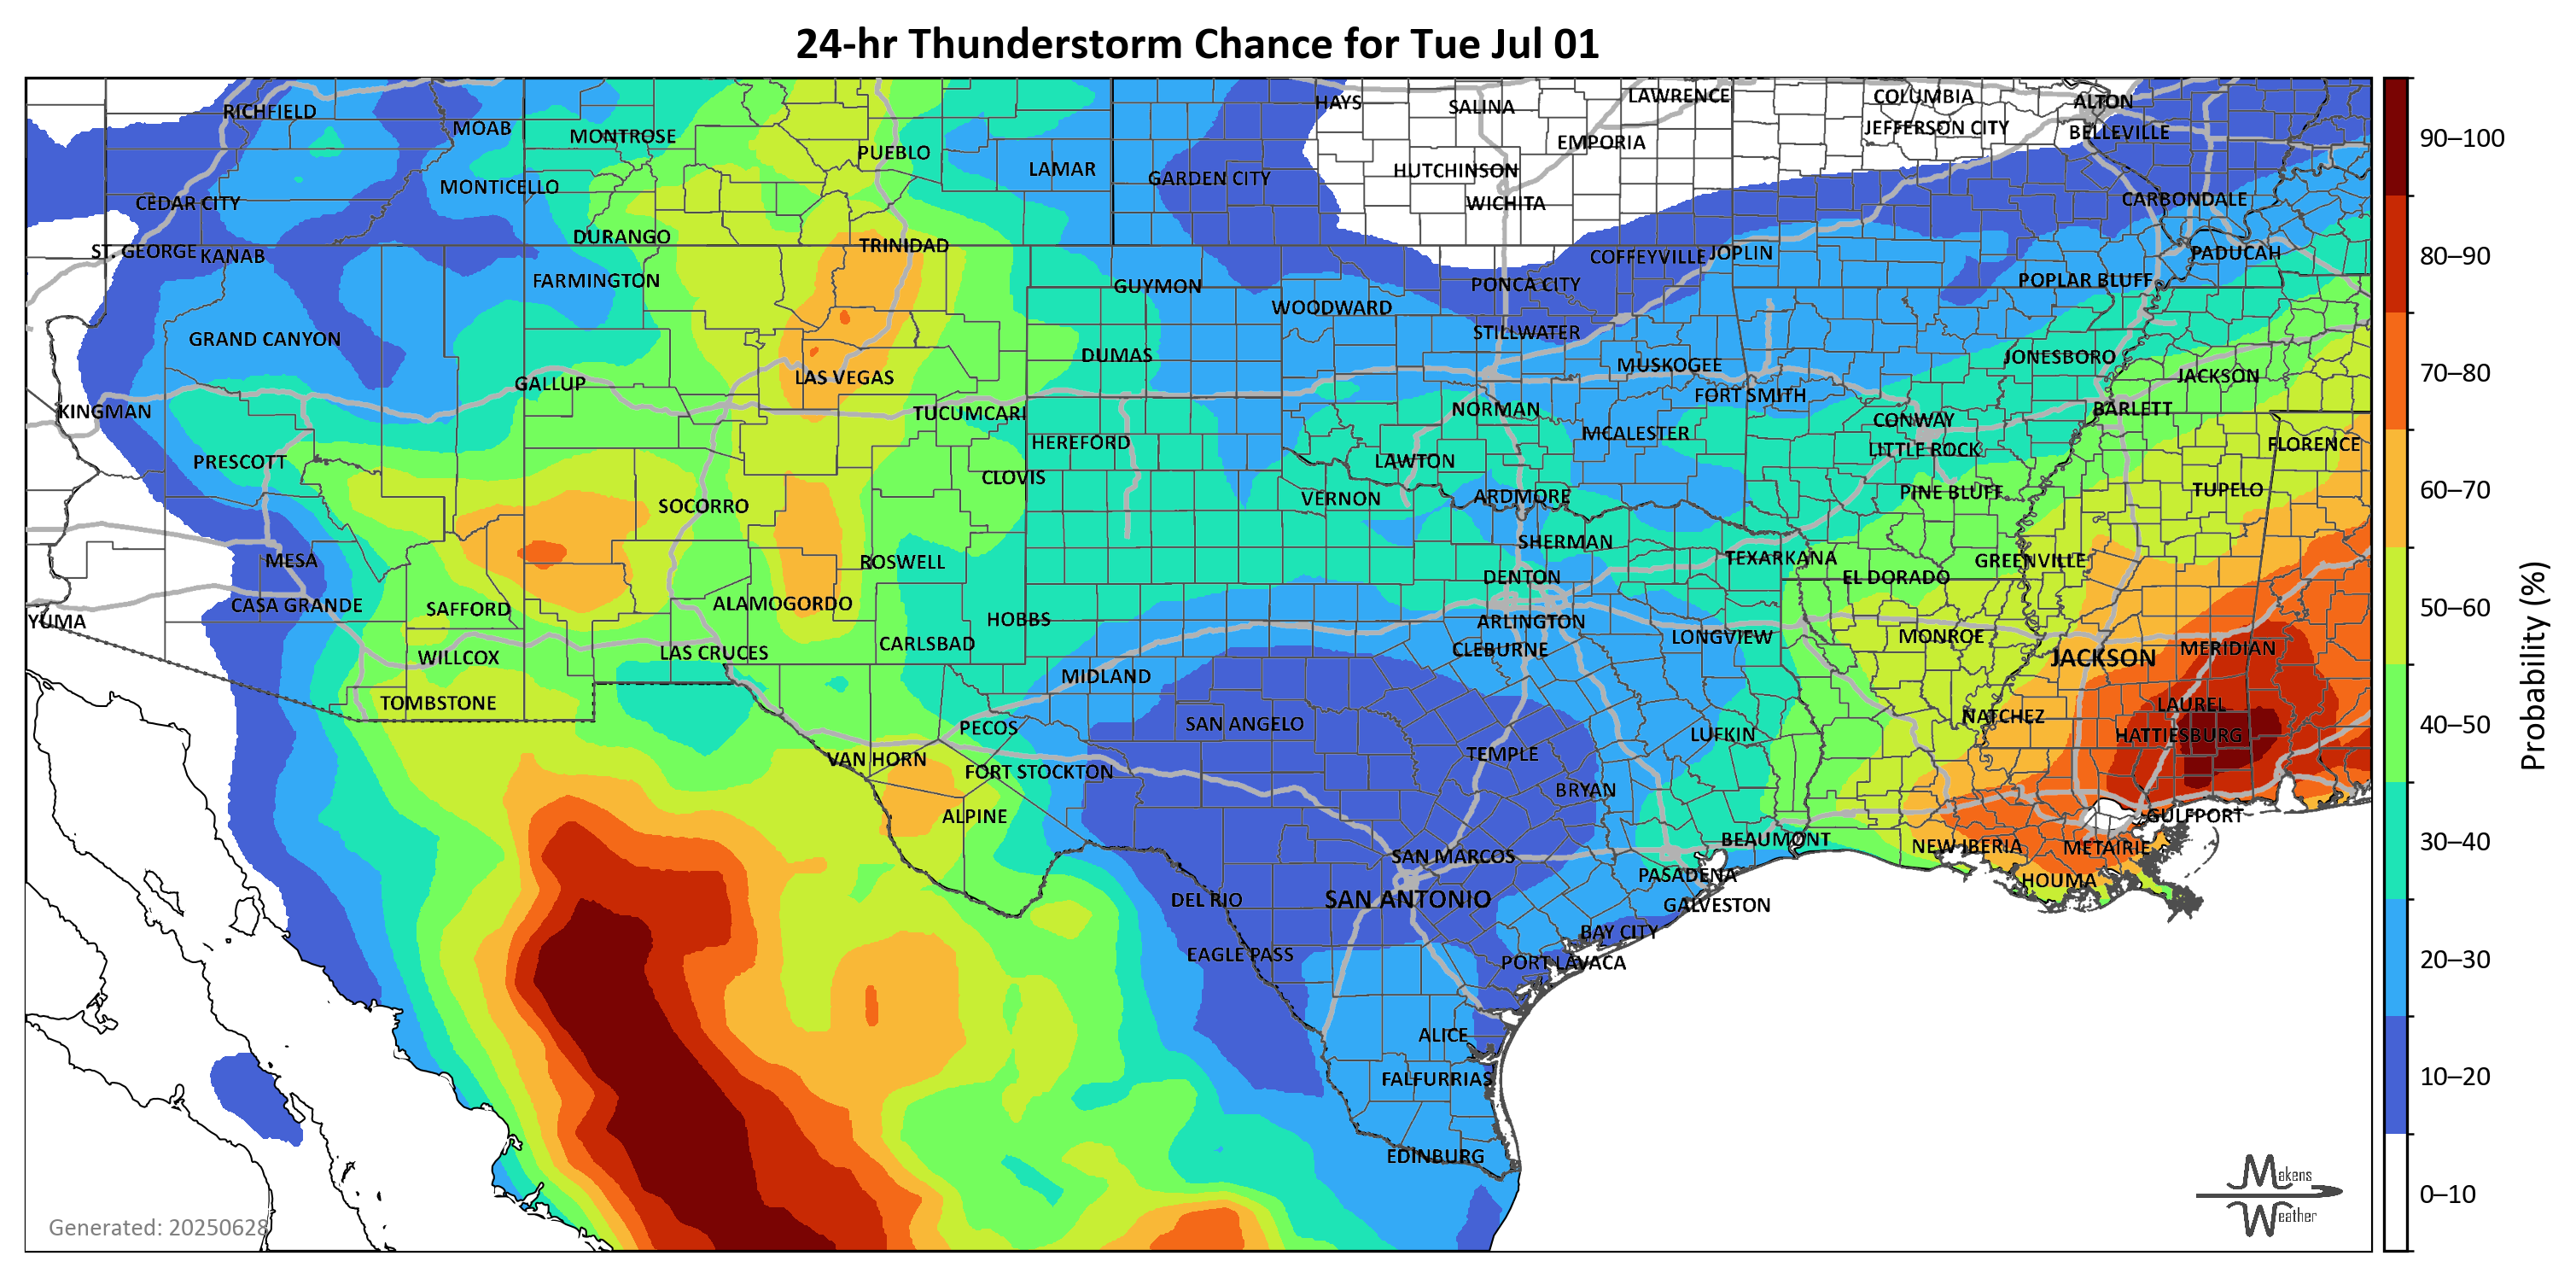 24-hr Thunderstorm Chance for Tue Jul 01
RICHFIELD
MOAB
MONTROSE
PUEBLO
LAMAR
GARDEN CITY
HAYS
SALINA
LAWRENCE
EMPORIA
COLUMBIA
JEFFERSON CITY
ALTON
BELLEVILLE
HUTCHINSON
WICHITA
CARBONDALE
CEDAR CITY
MONTICELLO
ST. GEORGE
KANAB
DURANGO
TRINIDAD
FARMINGTON
GUYMON
WOODWARD
PONCA CITY
COFFEYVILLE
JOPLIN
POPLAR BLUFF
PADUCAH
GRAND CANYON
STILLWATER
DUMAS
MUSKOGEE
JONESBORO
JACKSON
GALLUP
LAS VEGAS
FORT SMITH
KINGMAN
TUCUMCARI
NORMAN
CONWAY
BARLETT
HEREFORD
MCALESTER
LITTLE ROCK
FLORENCE
PRESCOTT
CLOVIS
LAWTON
VERNON
ARDMORE
PINE BLUFF
TUPELO
SOCORRO
MESA
ROSWELL
SHERMAN
TEXARKANA
GREENVILLE
DENTON
EL DORADO
CASA GRANDE
SAFFORD
ALAMOGORDO
HOBBS
ARLINGTON
YUMA
WILLCOX
LAS CRUCES
CARLSBAD
CLEBURNE
LONGVIEW
MONROE
JACKSON
MERIDIAN
MIDLAND
TOMBSTONE
PECOS
SAN ANGELO
LUFKIN
NATCHEZ
LAUREL
HATTIESBURG
VAN HORN
FORT STOCKTON
TEMPLE
BRYAN
ALPINE
BEAUMONT
GULFPORT
NEW IBERIA
METAIRIE
SAN MARCOS
PASADENA
HOUMA
DEL RIO
SAN ANTONIO
GALVESTON
BAY CITY
EAGLE PASS
PORT LAVACA
ALICE
FALFURRIAS
EDINBURG
Generated: 20250628
Makens
Weather
90–100
80–90
70–80
60–70
50–60
40–50
30–40
20–30
10–20
0–10
Probability (%)